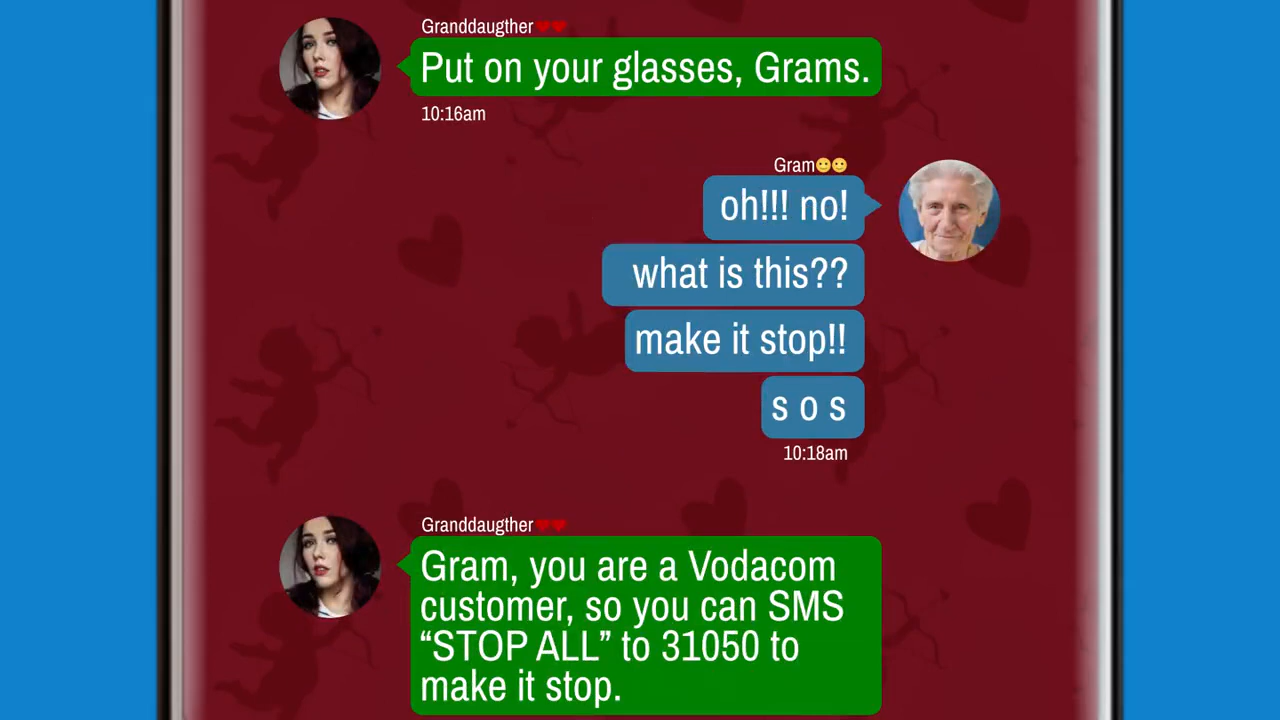 Granddaugther❤❤
Put on your glasses, Grams.
10:16am
Gram🙂🙂
oh!!! no!
what is this??
make it stop!!
s o s
10:18am
Granddaugther❤❤
Gram, you are a Vodacom
customer, so you can SMS
“STOP ALL” to 31050 to
make it stop.